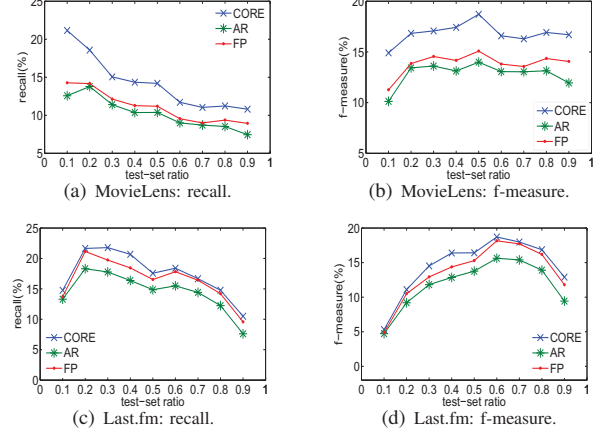 25
20
15
10
5
recall(%)
CORE
AR
FP
0 0.1 0.2 0.3 0.4 0.5 0.6 0.7 0.8 0.9 1
test-set ratio
(a) MovieLens: recall.
20
15
10
5
f-measure(%)
CORE
AR
FP
0 0.1 0.2 0.3 0.4 0.5 0.6 0.7 0.8 0.9 1
test-set ratio
(b) MovieLens: f-measure.
25
20
15
10
5
0
recall(%)
CORE
AR
FP
0 0.1 0.2 0.3 0.4 0.5 0.6 0.7 0.8 0.9 1
test-set ratio
(c) Last.fm: recall.
20
15
10
5
0
f-measure(%)
CORE
AR
FP
0 0.1 0.2 0.3 0.4 0.5 0.6 0.7 0.8 0.9 1
test-set ratio
(d) Last.fm: f-measure.